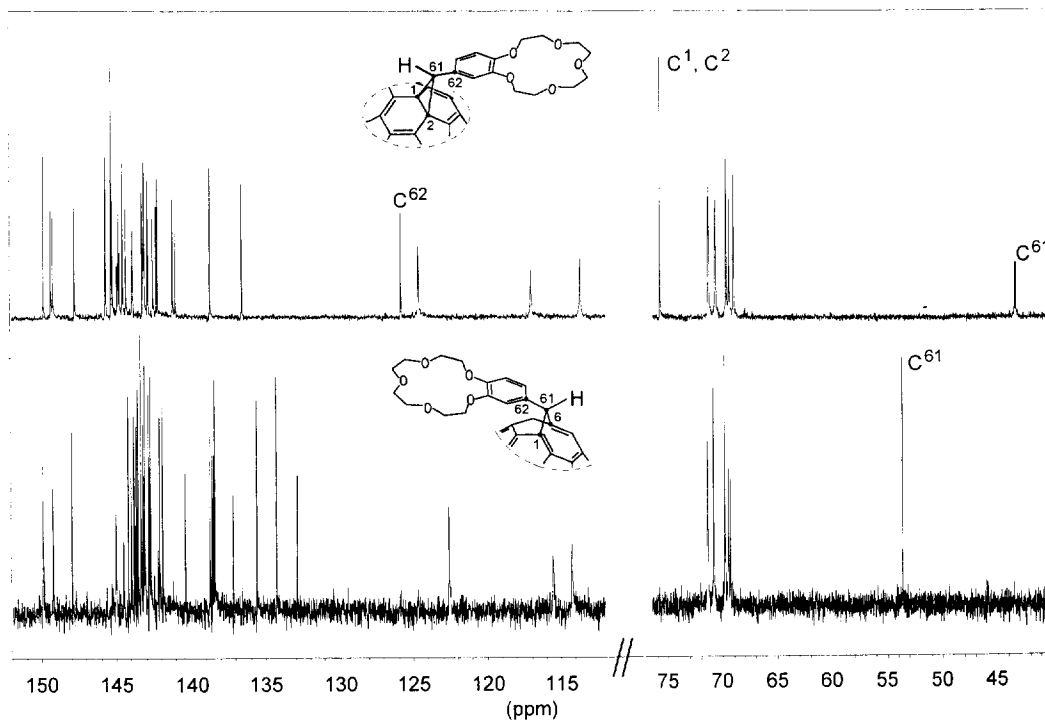 H 61 O O
62 O
1 O O
2
C¹, C²
C⁶²
C⁶¹
O O
O 61 H
O O 62 6
1
C⁶¹
150 145 140 135 130 125 120 115 // 75 70 65 60 55 50 45
(ppm)